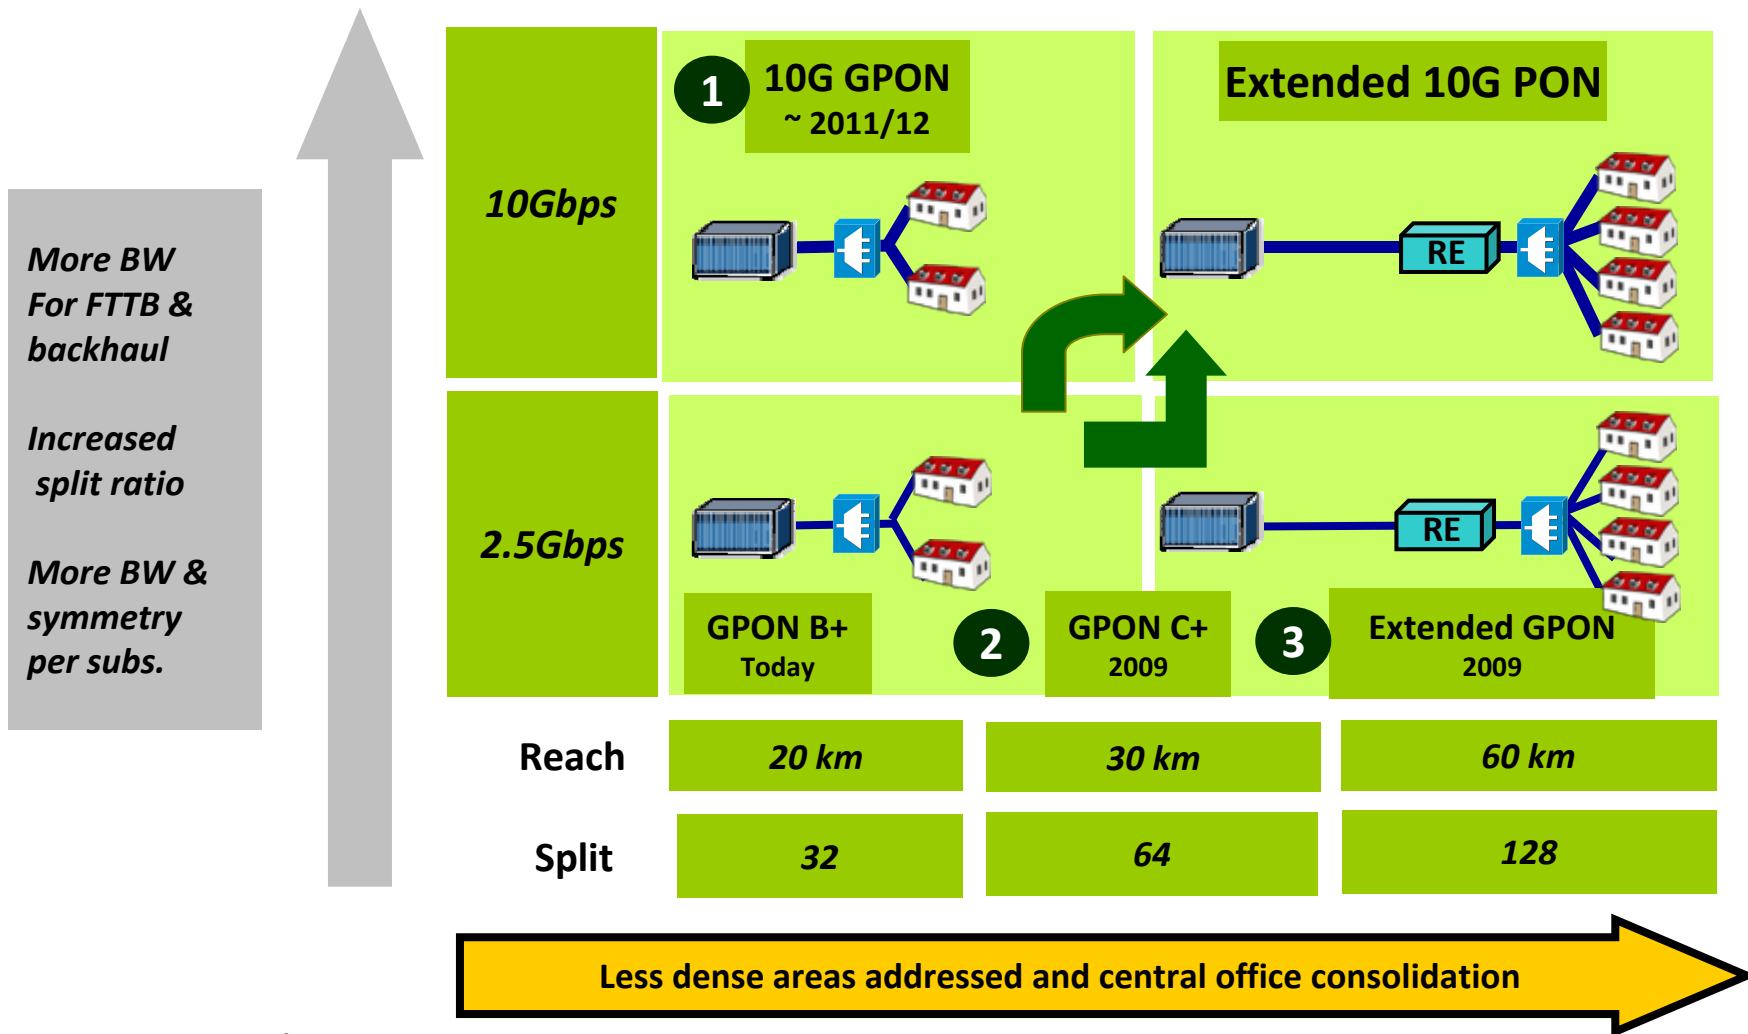 More BW
For FTTB &
backhaul
Increased
split ratio
More BW &
symmetry
per subs.
10Gbps
1
10G GPON
~ 2011/12
Extended 10G PON
RE
2.5Gbps
RE
GPON B+
Today
2
GPON C+
2009
3
Extended GPON
2009
Reach
20 km
30 km
60 km
Split
32
64
128
Less dense areas addressed and central office consolidation